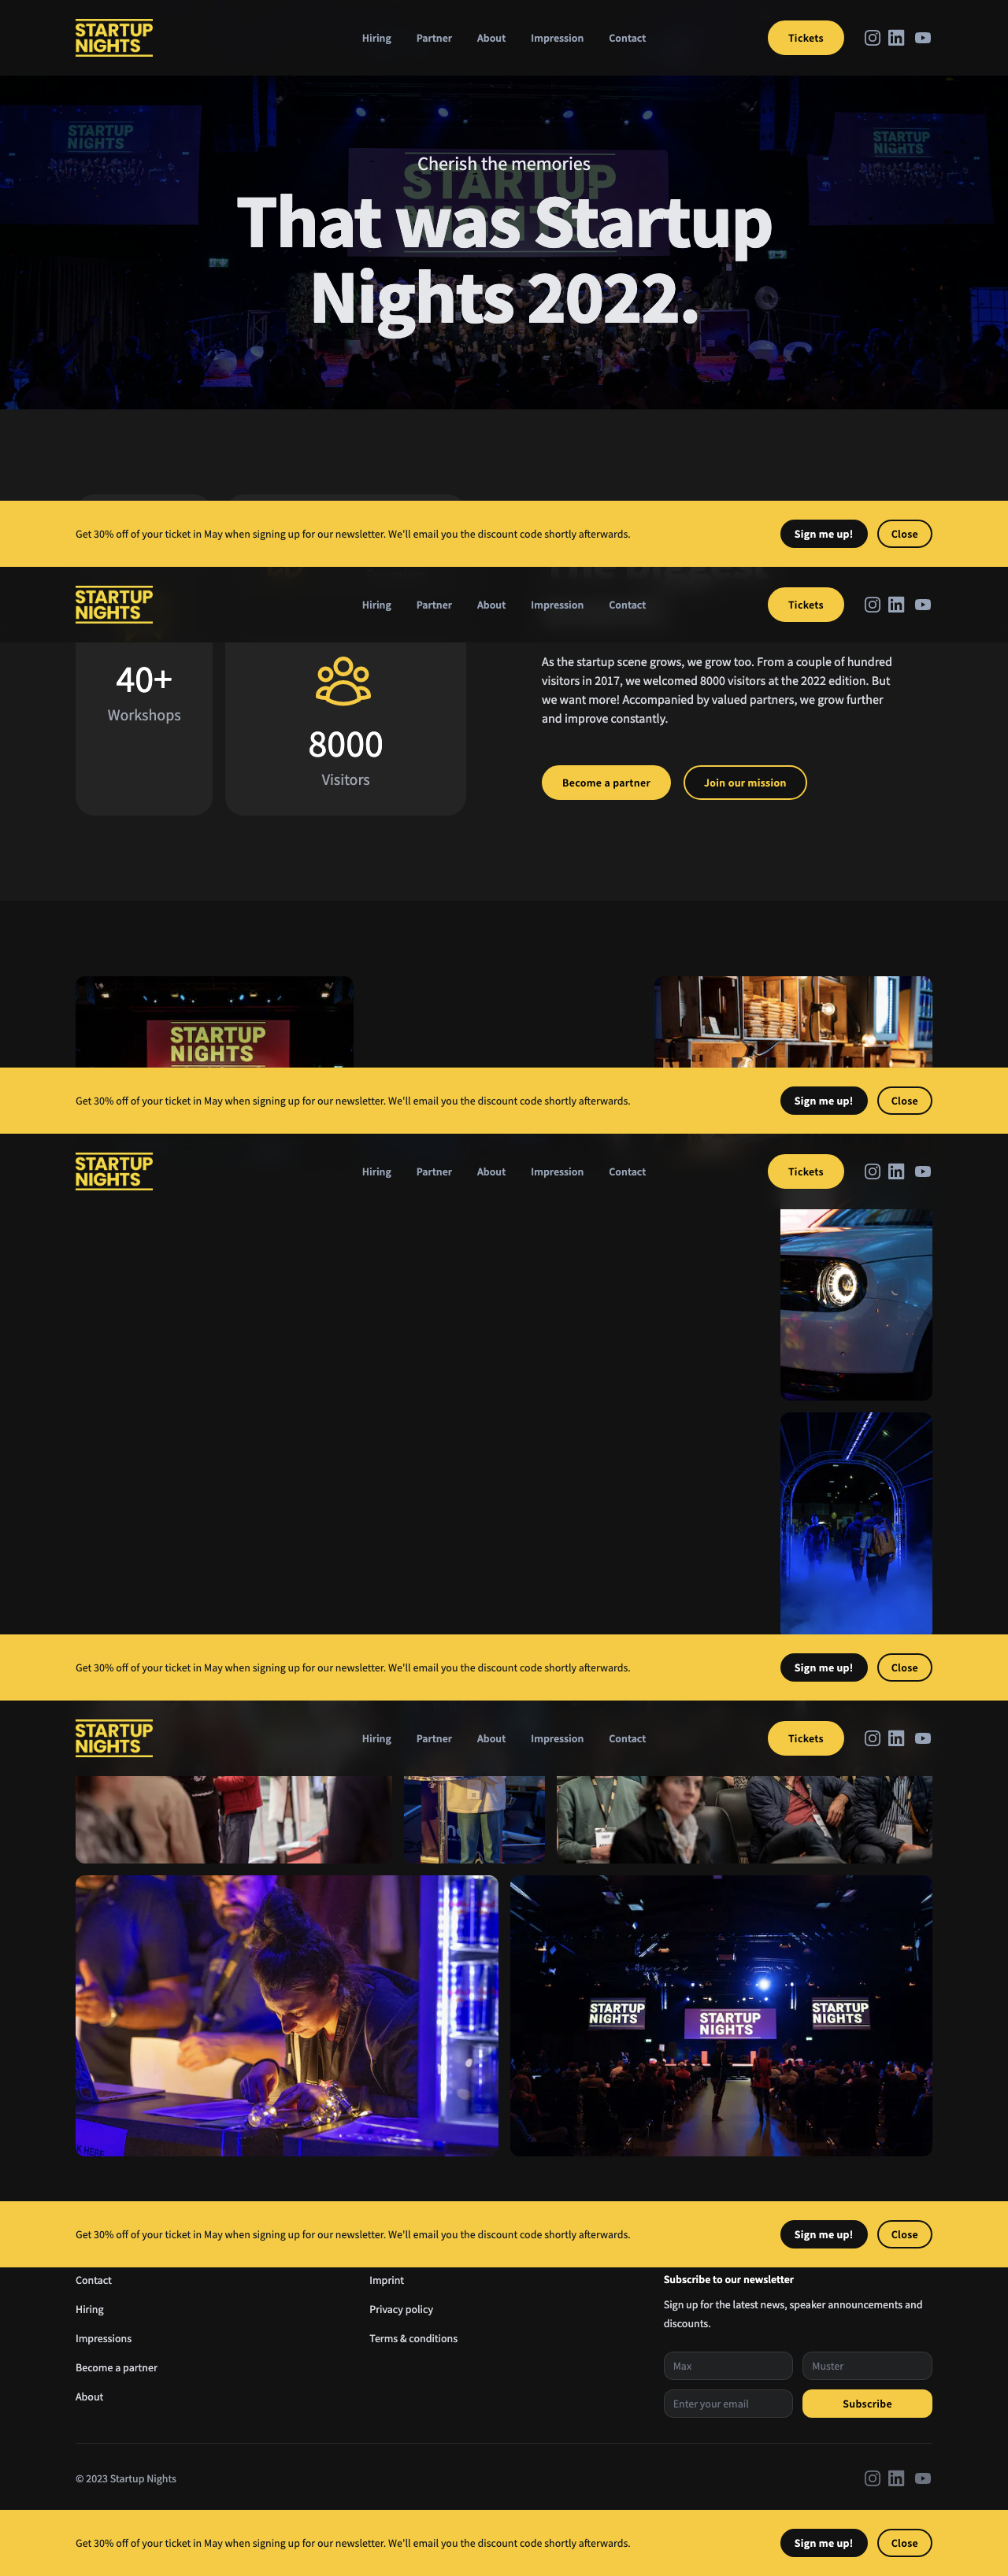 STARTUP
NIGHTS
Hiring Partner About Impression Contact Tickets
STARTUP
NIGHTS
STARTUP
NIGHTS
STARTUP
NIGHTS
Cherish the memories
That was Startup
Nights 2022.
Get 30% off of your ticket in May when signing up for our newsletter. We'll email you the discount code shortly afterwards. Sign me up! Close
The biggest
STARTUP
NIGHTS
Hiring Partner About Impression Contact Tickets
40+
Workshops
8000
Visitors
As the startup scene grows, we grow too. From a couple of hundred
visitors in 2017, we welcomed 8000 visitors at the 2022 edition. But
we want more! Accompanied by valued partners, we grow further
and improve constantly.
Become a partner Join our mission
STARTUP
NIGHTS
Get 30% off of your ticket in May when signing up for our newsletter. We'll email you the discount code shortly afterwards. Sign me up! Close
STARTUP
NIGHTS
Hiring Partner About Impression Contact Tickets
Get 30% off of your ticket in May when signing up for our newsletter. We'll email you the discount code shortly afterwards. Sign me up! Close
STARTUP
NIGHTS
Hiring Partner About Impression Contact Tickets
STARTUP
NIGHTS
STARTUP
NIGHTS
STARTUP
NIGHTS
HERE
Get 30% off of your ticket in May when signing up for our newsletter. We'll email you the discount code shortly afterwards. Sign me up! Close
Contact
Hiring
Impressions
Become a partner
About
Imprint
Privacy policy
Terms & conditions
Subscribe to our newsletter
Sign up for the latest news, speaker announcements and
discounts.
Max Muster
Enter your email Subscribe
© 2023 Startup Nights
Get 30% off of your ticket in May when signing up for our newsletter. We'll email you the discount code shortly afterwards. Sign me up! Close